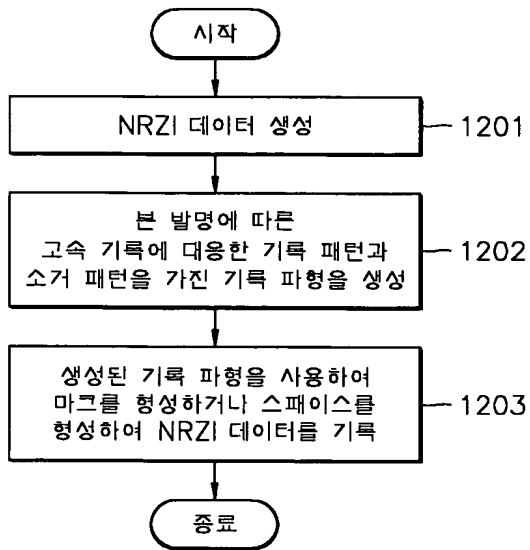 시작
NRZI 데이터 생성
1201
본 발명에 따른
고속 기록에 대응한 기록 패턴과
소거 패턴을 가진 기록 파형을 생성
1202
생성된 기록 파형을 사용하여
마크를 형성하거나 스패이스를
형성하여 NRZI 데이터를 기록
1203
종료